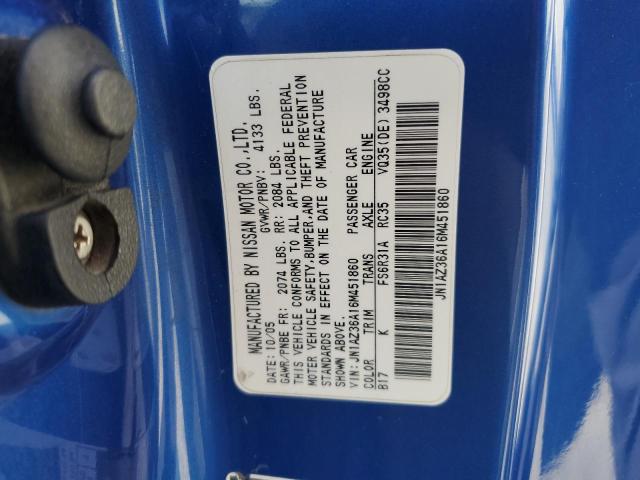 MANUFACTURED BY NISSAN MOTOR CO.,LTD.
DATE: 10/05 GVWR/PNBV: 4133 LBS.
GAWR/PNBE FR: 2074 LBS. RR: 2084 LBS.
THIS VEHICLE CONFORMS TO ALL APPLICABLE FEDERAL
MOTER VEHICLE SAFETY,BUMPER,AND THEFT PREVENTION
STANDARDS IN EFFECT ON THE DATE OF MANUFACTURE
SHOWN ABOVE.
VIN: JN1AZ36A16M451860 PASSENGER CAR
COLOR TRIM TRANS AXLE ENGINE
B17 K FS6R31A RC35 VQ35(DE) 3498CC
JN1AZ36A16M451860